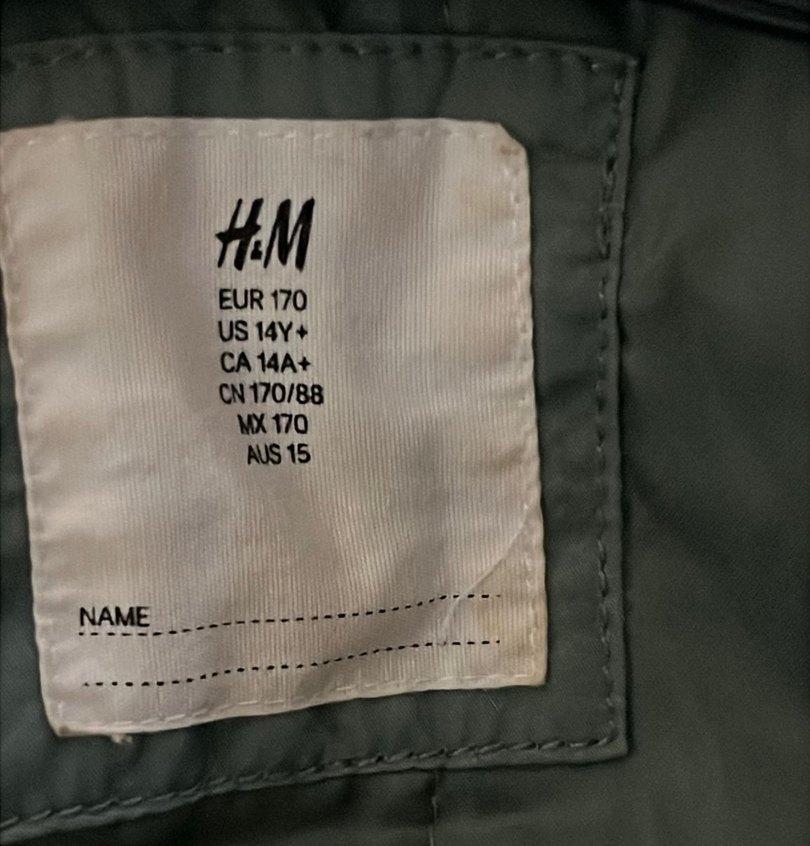 H&M
EUR 170
US 14Y+
CA 14A+
CN 170/88
MX 170
AUS 15
NAME